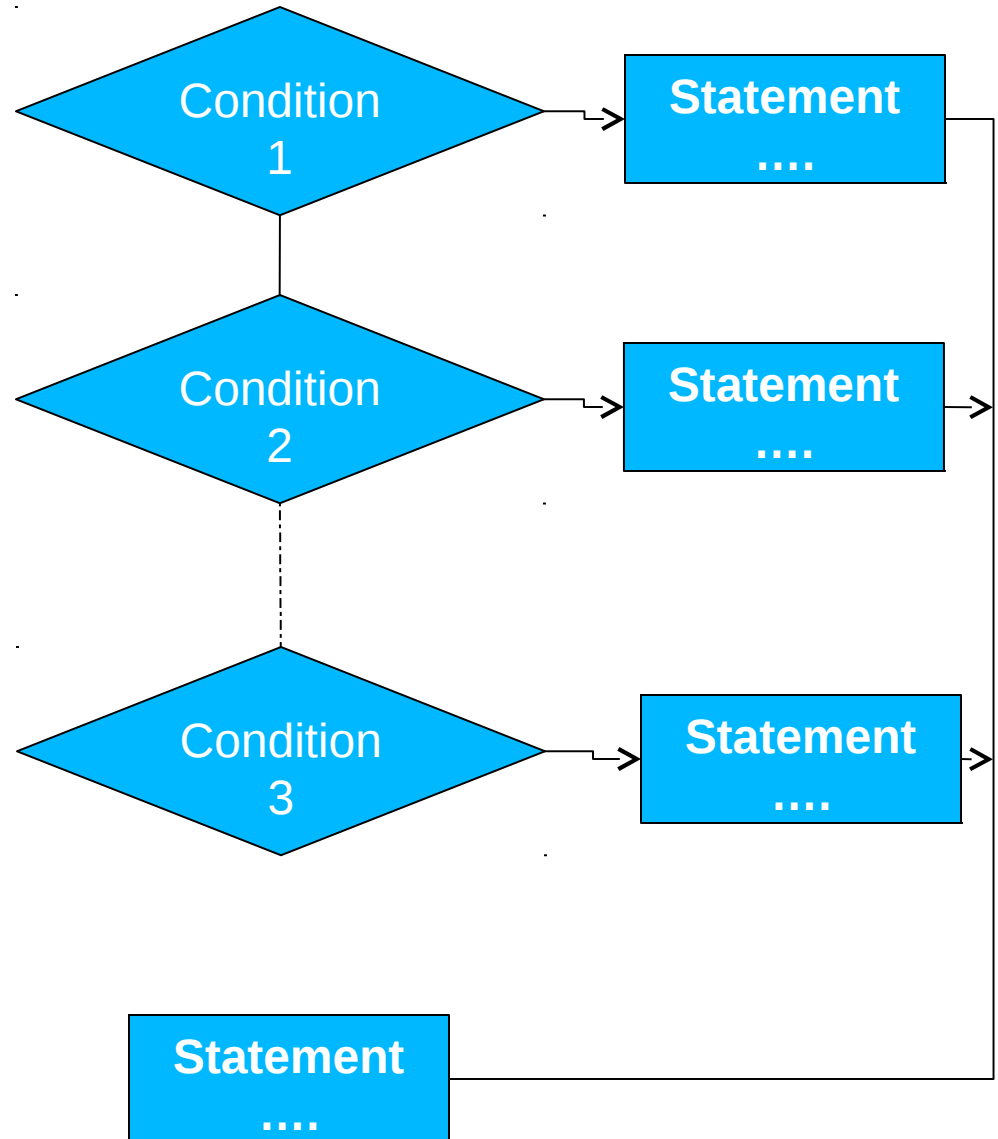 Condition
1
Statement
....
Condition
2
Statement
....
Condition
3
Statement
....
Statement
....